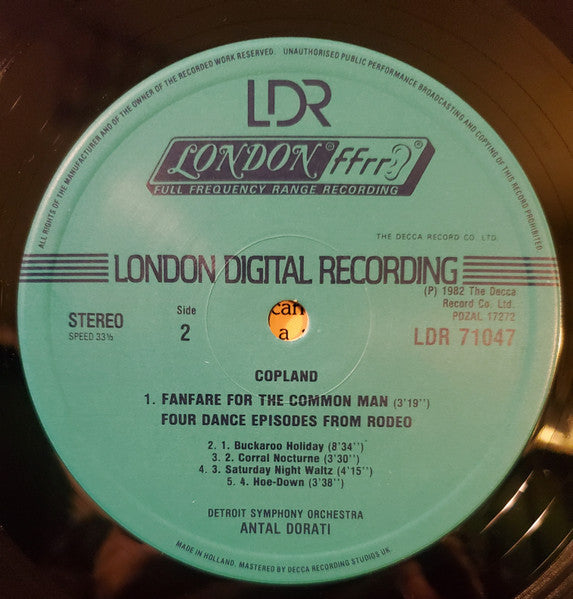 ALL RIGHTS OF THE MANUFACTURER AND OF THE OWNER OF THE RECORDED WORK RESERVED. UNAUTHORISED PUBLIC PERFORMANCE BROADCASTING AND COPYING OF THIS RECORD PROHIBITED.
LDR
LONDON® ffrr®
FULL FREQUENCY RANGE RECORDING
THE DECCA RECORD CO. LTD.
LONDON DIGITAL RECORDING
(P) 1982 The Decca
Record Co. Ltd.
PDZAL 17272
STEREO
SPEED 33⅓
Side
2
LDR 71047
can
a
COPLAND
1. FANFARE FOR THE COMMON MAN (3'19'')
FOUR DANCE EPISODES FROM RODEO
2. 1. Buckaroo Holiday (8'34'')
3. 2. Corral Nocturne (3'30'')
4. 3. Saturday Night Waltz (4'15'')
5. 4. Hoe-Down (3'38'')
DETROIT SYMPHONY ORCHESTRA
ANTAL DORATI
MADE IN HOLLAND. MASTERED BY DECCA RECORDING STUDIOS UK